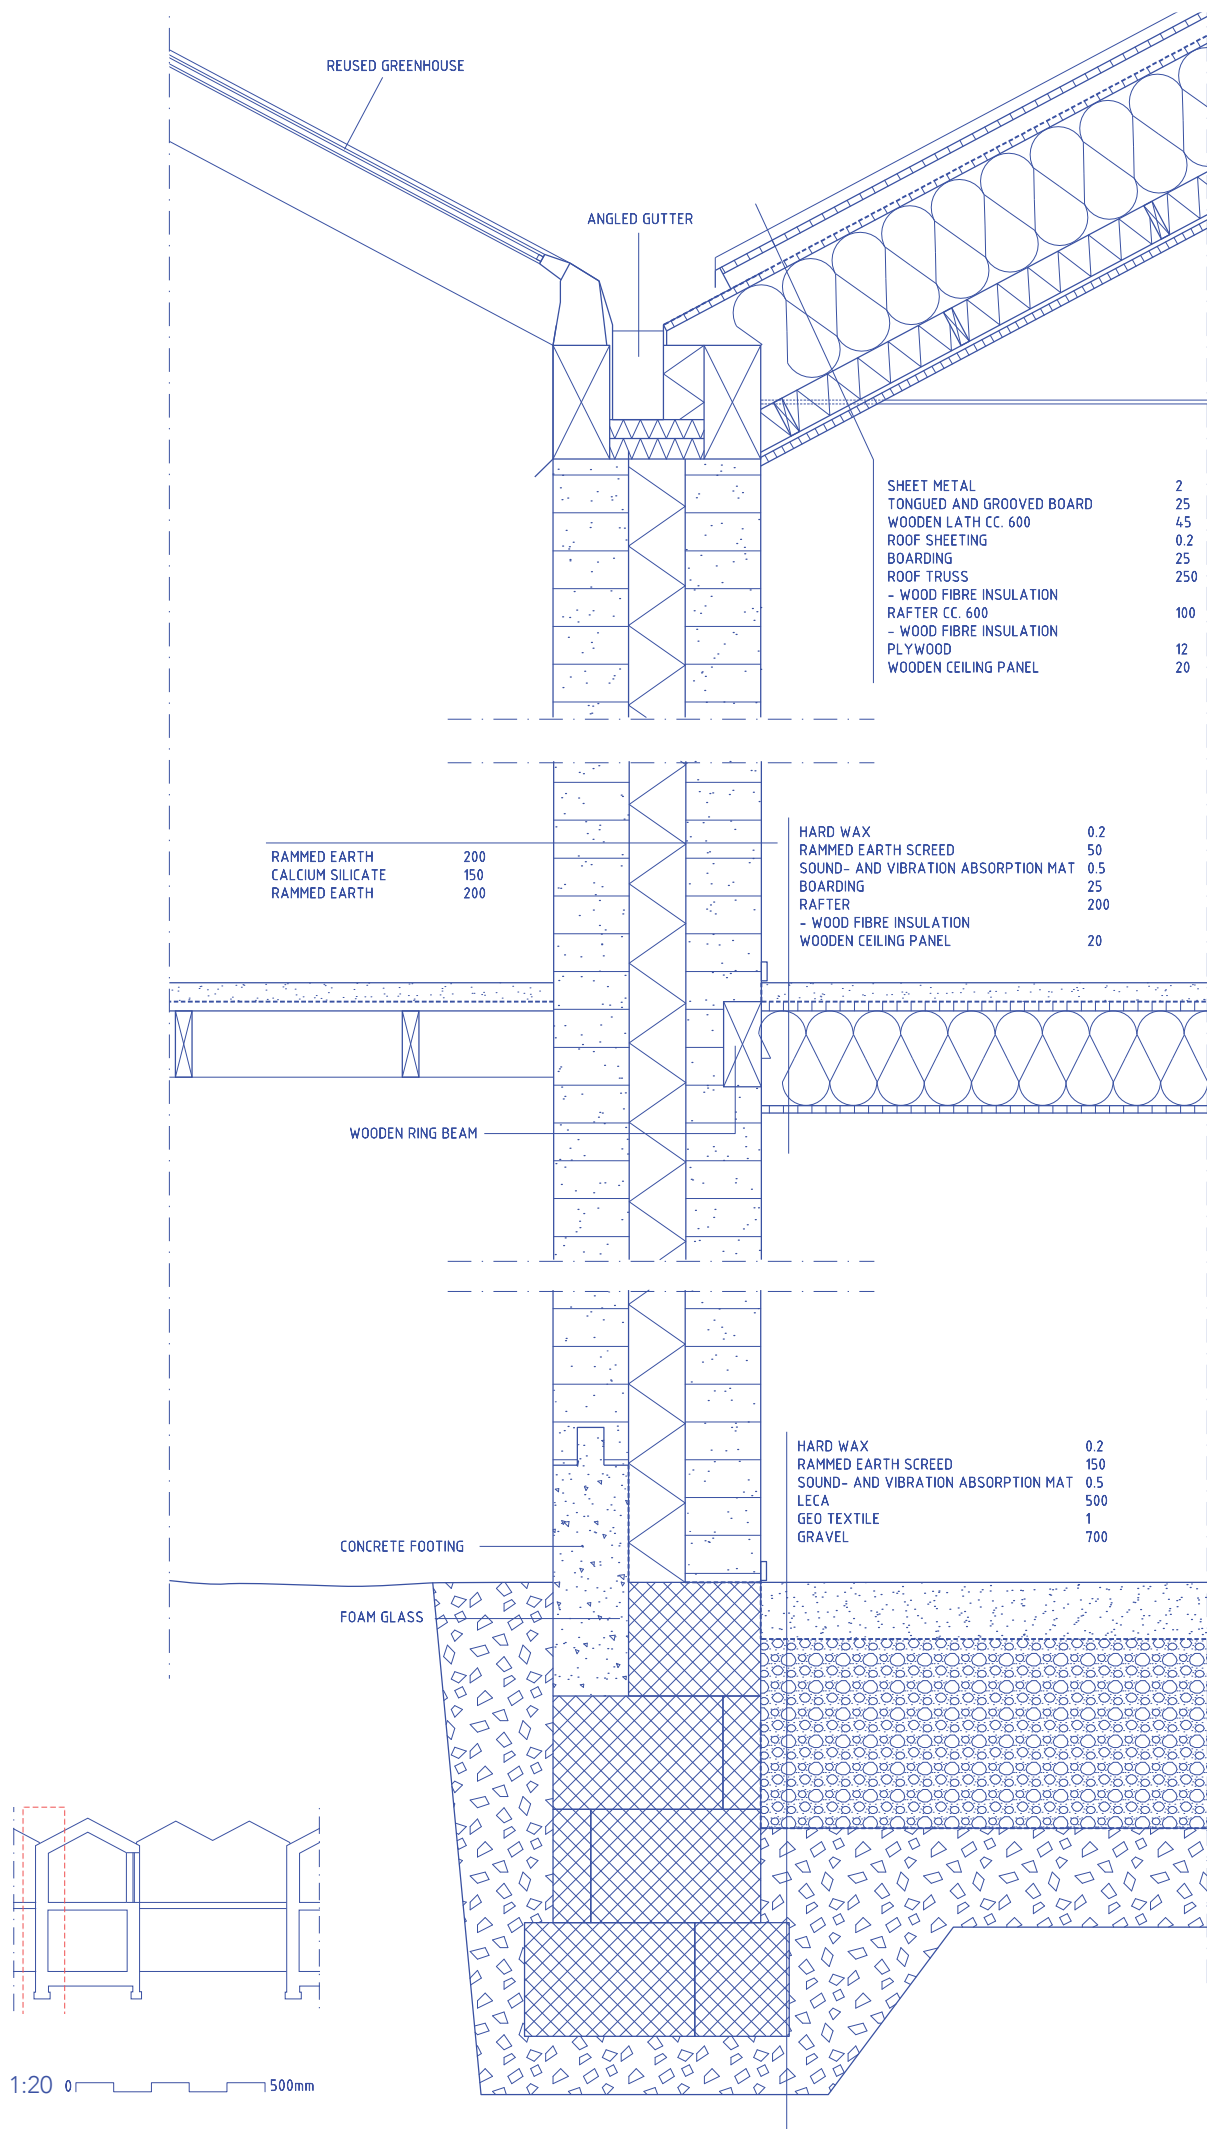 REUSED GREENHOUSE
ANGLED GUTTER
SHEET METAL 2
TONGUED AND GROOVED BOARD 25
WOODEN LATH CC. 600 45
ROOF SHEETING 0.2
BOARDING 25
ROOF TRUSS 250
- WOOD FIBRE INSULATION
RAFTER CC. 600 100
- WOOD FIBRE INSULATION
PLYWOOD 12
WOODEN CEILING PANEL 20
RAMMED EARTH 200
CALCIUM SILICATE 150
RAMMED EARTH 200
HARD WAX 0.2
RAMMED EARTH SCREED 50
SOUND- AND VIBRATION ABSORPTION MAT 0.5
BOARDING 25
RAFTER 200
- WOOD FIBRE INSULATION
WOODEN CEILING PANEL 20
WOODEN RING BEAM
HARD WAX 0.2
RAMMED EARTH SCREED 150
SOUND- AND VIBRATION ABSORPTION MAT 0.5
LECA 500
GEO TEXTILE 1
GRAVEL 700
CONCRETE FOOTING
FOAM GLASS
1:20 0 500mm